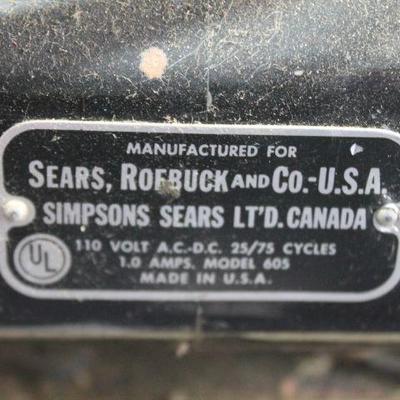 MANUFACTURED FOR
SEARS, ROEBUCK AND CO.-U.S.A.
SIMPSONS SEARS LT'D. CANADA
UL
110 VOLT A.C.-D.C. 25/75 CYCLES
1.0 AMPS. MODEL 605
MADE IN U.S.A.